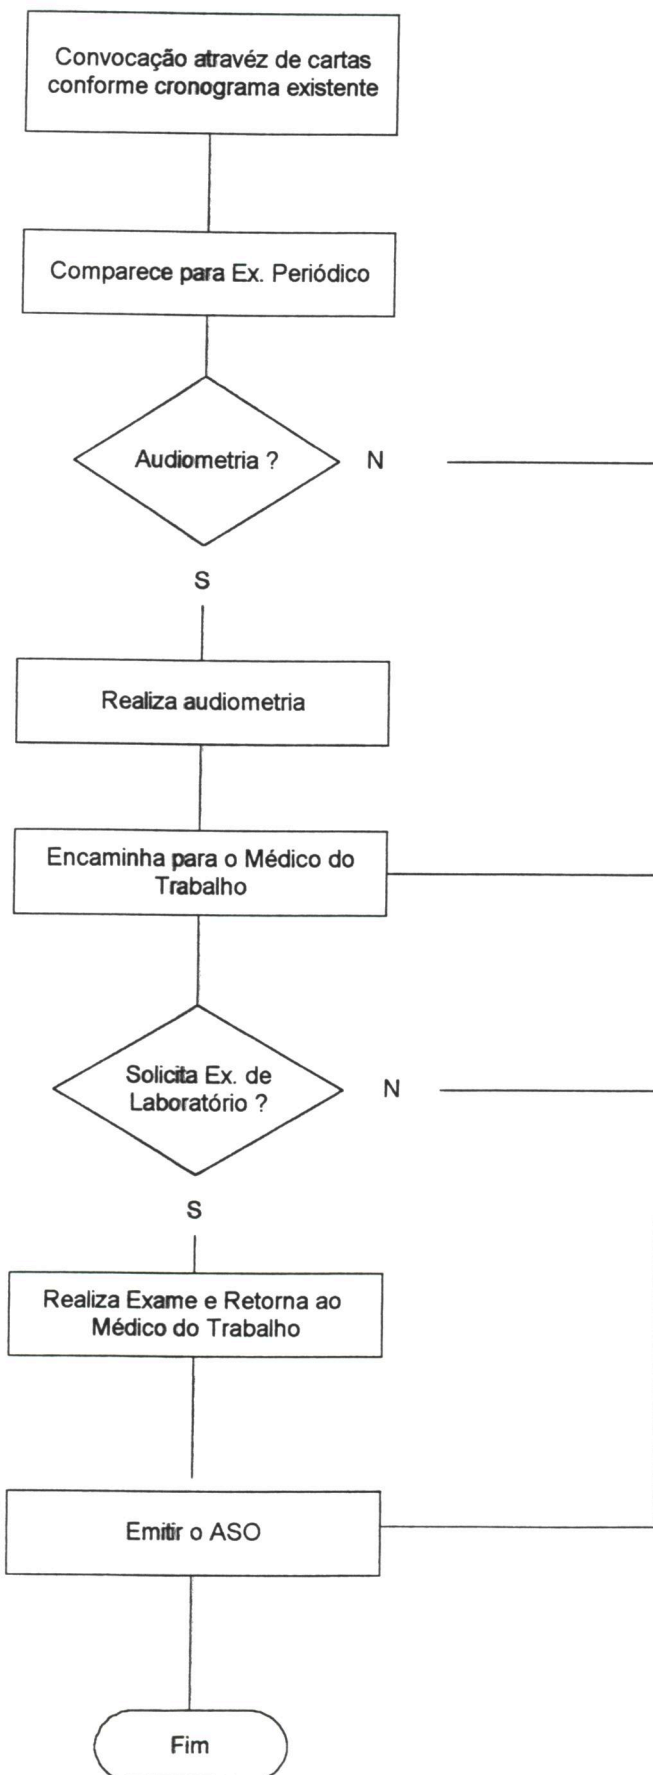 Convocação atravéz de cartas
conforme cronograma existente
Comparece para Ex. Periódico
Audiometria ?
N
S
Realiza audiometria
Encaminha para o Médico do
Trabalho
Solicita Ex. de
Laboratório ?
N
S
Realiza Exame e Retorna ao
Médico do Trabalho
Emitir o ASO
Fim